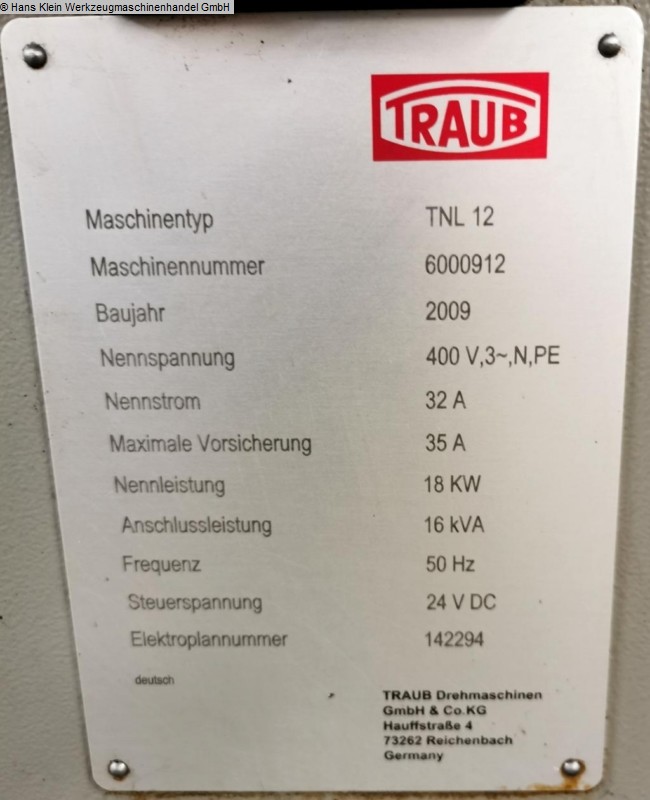 © Hans Klein Werkzeugmaschinenhandel GmbH
TRAUB
Maschinentyp TNL 12
Maschinennummer 6000912
Baujahr 2009
Nennspannung 400 V,3~,N,PE
Nennstrom 32 A
Maximale Vorsicherung 35 A
Nennleistung 18 KW
Anschlussleistung 16 kVA
Frequenz 50 Hz
Steuerspannung 24 V DC
Elektroplannummer 142294
deutsch
TRAUB Drehmaschinen
GmbH & Co.KG
Hauffstraße 4
73262 Reichenbach
Germany